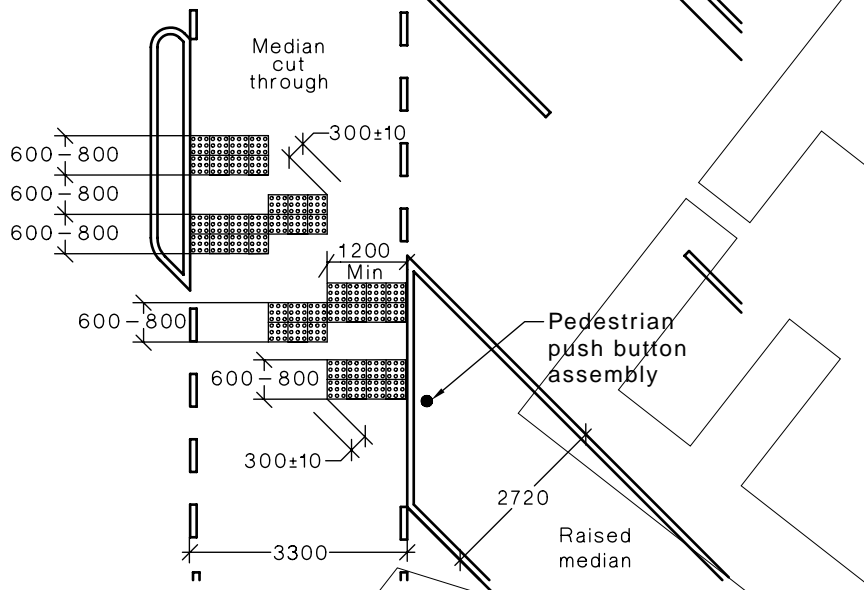 Median
cut
through
300±10
600–800
600–800
600–800
1200
Min
600–800
Pedestrian
push button
assembly
600–800
300±10
2720
3300
Raised
median